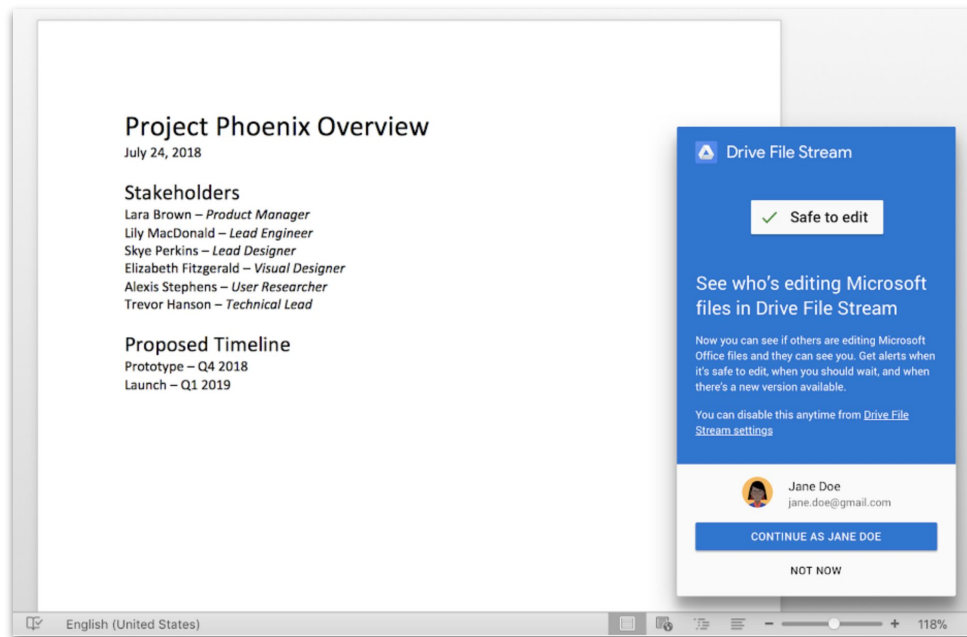 Project Phoenix Overview
July 24, 2018
Stakeholders
Lara Brown – Product Manager
Lily MacDonald – Lead Engineer
Skye Perkins – Lead Designer
Elizabeth Fitzgerald – Visual Designer
Alexis Stephens – User Researcher
Trevor Hanson – Technical Lead
Proposed Timeline
Prototype – Q4 2018
Launch – Q1 2019
Drive File Stream
Safe to edit
See who's editing Microsoft
files in Drive File Stream
Now you can see if others are editing Microsoft
Office files and they can see you. Get alerts when
it's safe to edit, when you should wait, and when
there's a new version available.
You can disable this anytime from Drive File
Stream settings
Jane Doe
jane.doe@gmail.com
CONTINUE AS JANE DOE
NOT NOW
English (United States)
118%